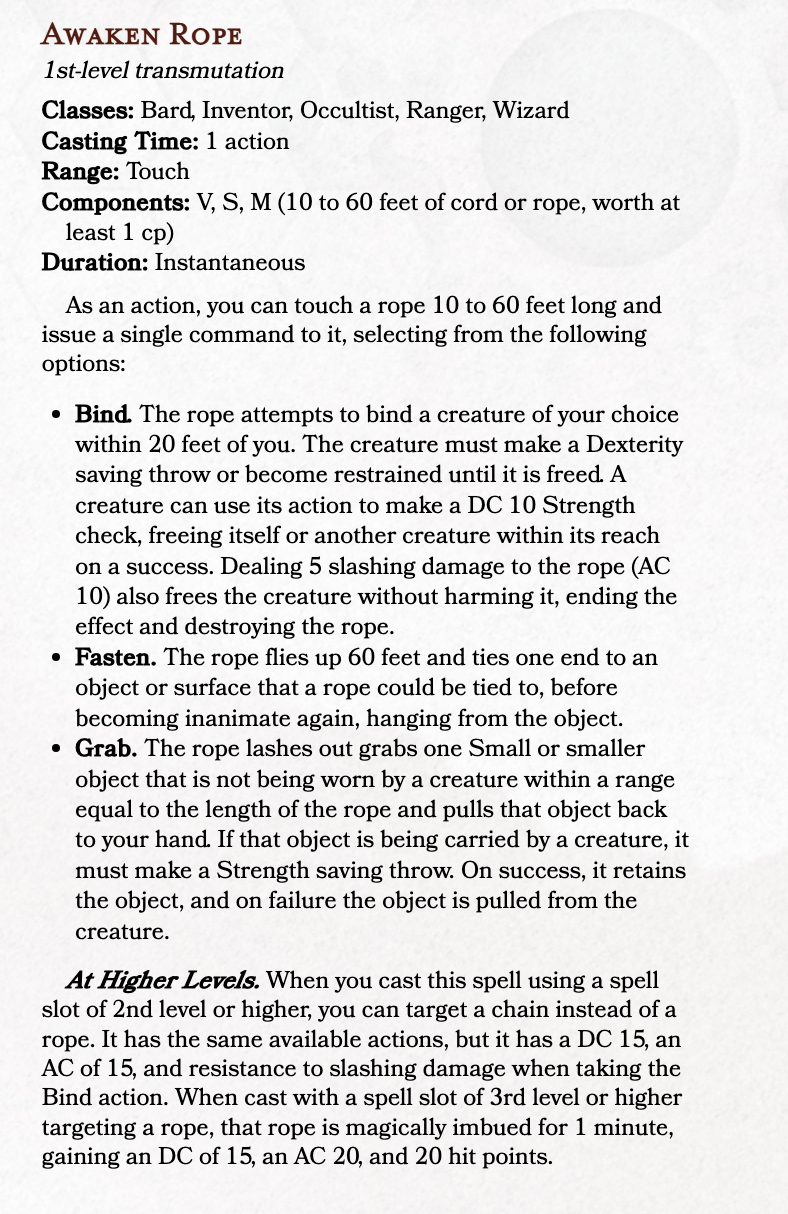 Awaken Rope
1st-level transmutation
Classes: Bard, Inventor, Occultist, Ranger, Wizard
Casting Time: 1 action
Range: Touch
Components: V, S, M (10 to 60 feet of cord or rope, worth at
least 1 cp)
Duration: Instantaneous
As an action, you can touch a rope 10 to 60 feet long and
issue a single command to it, selecting from the following
options:
• Bind. The rope attempts to bind a creature of your choice
within 20 feet of you. The creature must make a Dexterity
saving throw or become restrained until it is freed. A
creature can use its action to make a DC 10 Strength
check, freeing itself or another creature within its reach
on a success. Dealing 5 slashing damage to the rope (AC
10) also frees the creature without harming it, ending the
effect and destroying the rope.
• Fasten. The rope flies up 60 feet and ties one end to an
object or surface that a rope could be tied to, before
becoming inanimate again, hanging from the object.
• Grab. The rope lashes out grabs one Small or smaller
object that is not being worn by a creature within a range
equal to the length of the rope and pulls that object back
to your hand. If that object is being carried by a creature, it
must make a Strength saving throw. On success, it retains
the object, and on failure the object is pulled from the
creature.
At Higher Levels. When you cast this spell using a spell
slot of 2nd level or higher, you can target a chain instead of a
rope. It has the same available actions, but it has a DC 15, an
AC of 15, and resistance to slashing damage when taking the
Bind action. When cast with a spell slot of 3rd level or higher
targeting a rope, that rope is magically imbued for 1 minute,
gaining an DC of 15, an AC 20, and 20 hit points.